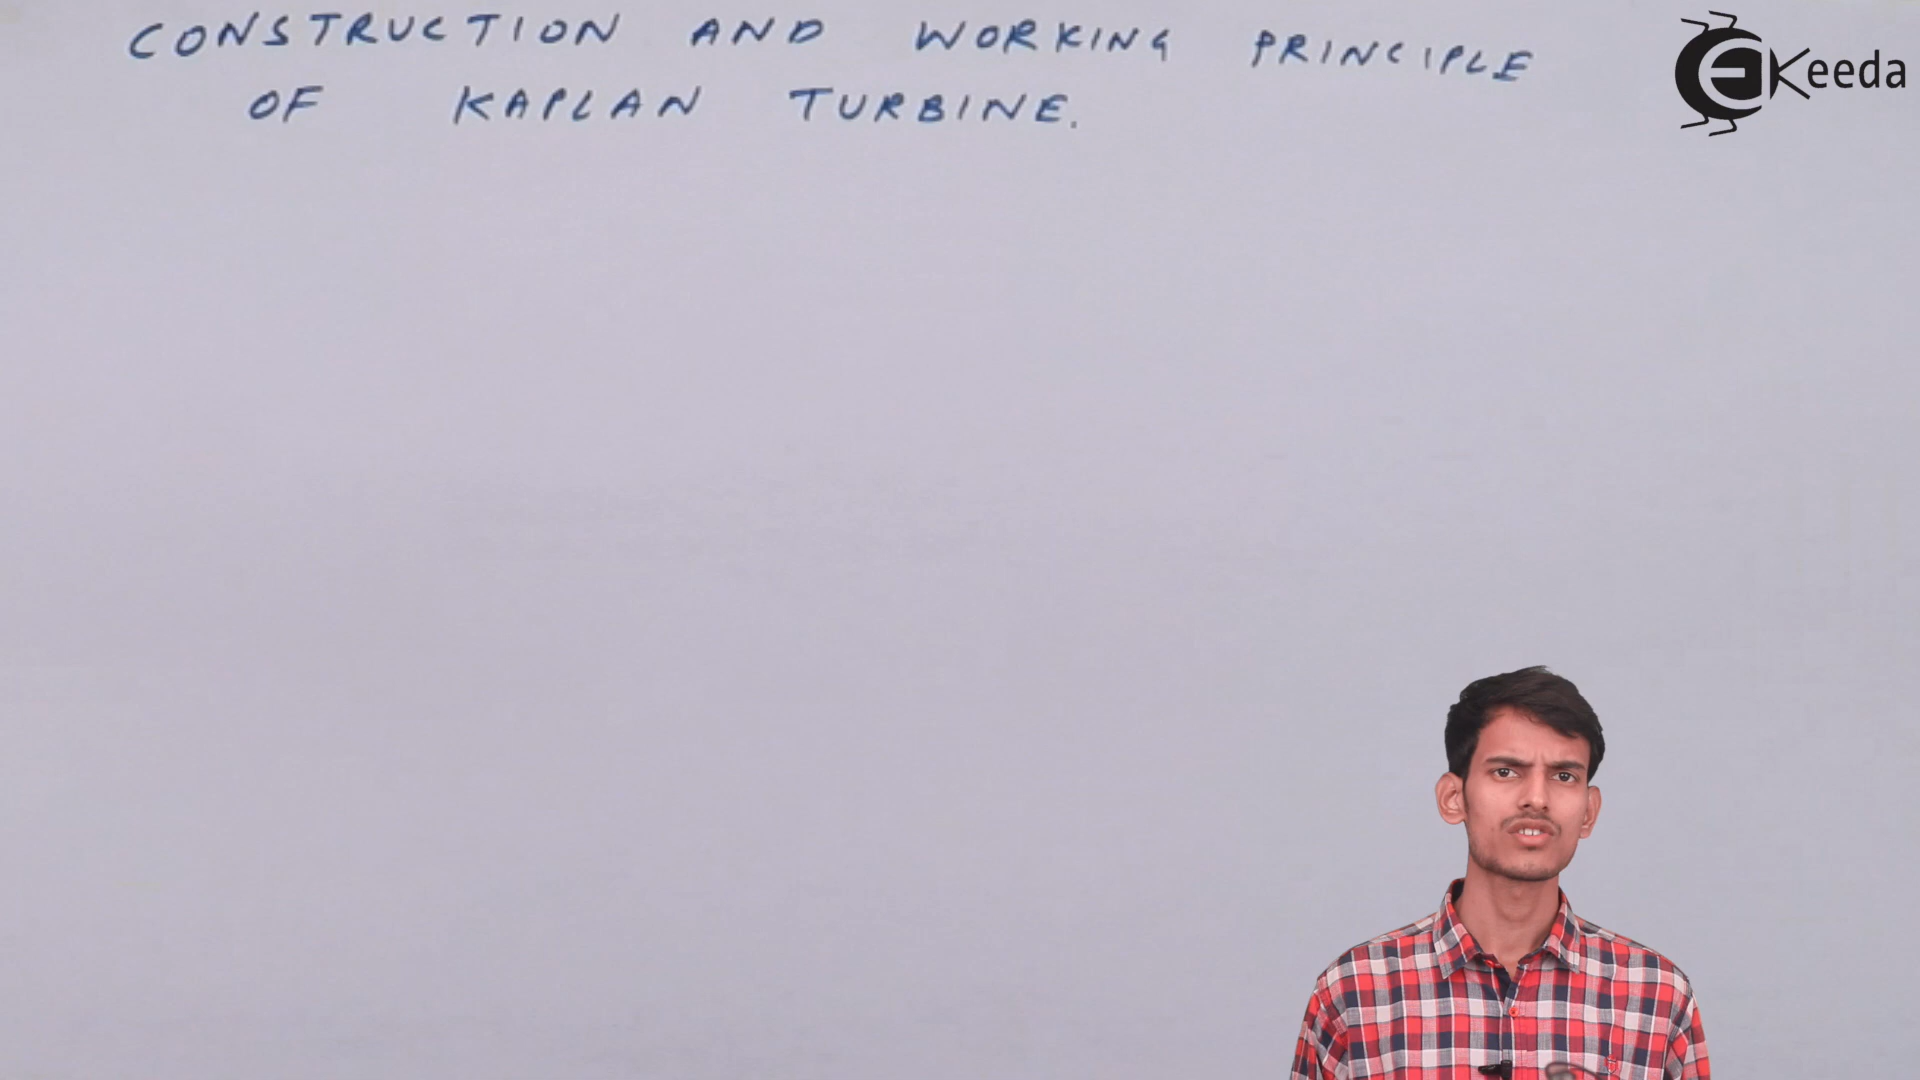 CONSTRUCTION AND WORKING PRINCIPLE
OF KAPLAN TURBINE.
EKeeda